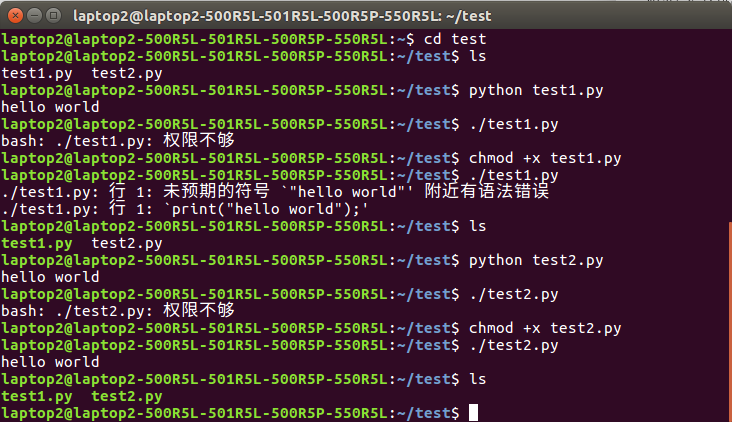 laptop2@laptop2-500R5L-501R5L-500R5P-550R5L: ~/test
laptop2@laptop2-500R5L-501R5L-500R5P-550R5L:~$ cd test
laptop2@laptop2-500R5L-501R5L-500R5P-550R5L:~/test$ ls
test1.py  test2.py
laptop2@laptop2-500R5L-501R5L-500R5P-550R5L:~/test$ python test1.py
hello world
laptop2@laptop2-500R5L-501R5L-500R5P-550R5L:~/test$ ./test1.py
bash: ./test1.py: 权限不够
laptop2@laptop2-500R5L-501R5L-500R5P-550R5L:~/test$ chmod +x test1.py
laptop2@laptop2-500R5L-501R5L-500R5P-550R5L:~/test$ ./test1.py
./test1.py: 行 1: 未预期的符号 `"hello world"' 附近有语法错误
./test1.py: 行 1: `print("hello world");'
laptop2@laptop2-500R5L-501R5L-500R5P-550R5L:~/test$ ls
test1.py  test2.py
laptop2@laptop2-500R5L-501R5L-500R5P-550R5L:~/test$ python test2.py
hello world
laptop2@laptop2-500R5L-501R5L-500R5P-550R5L:~/test$ ./test2.py
bash: ./test2.py: 权限不够
laptop2@laptop2-500R5L-501R5L-500R5P-550R5L:~/test$ chmod +x test2.py
laptop2@laptop2-500R5L-501R5L-500R5P-550R5L:~/test$ ./test2.py
hello world
laptop2@laptop2-500R5L-501R5L-500R5P-550R5L:~/test$ ls
test1.py  test2.py
laptop2@laptop2-500R5L-501R5L-500R5P-550R5L:~/test$